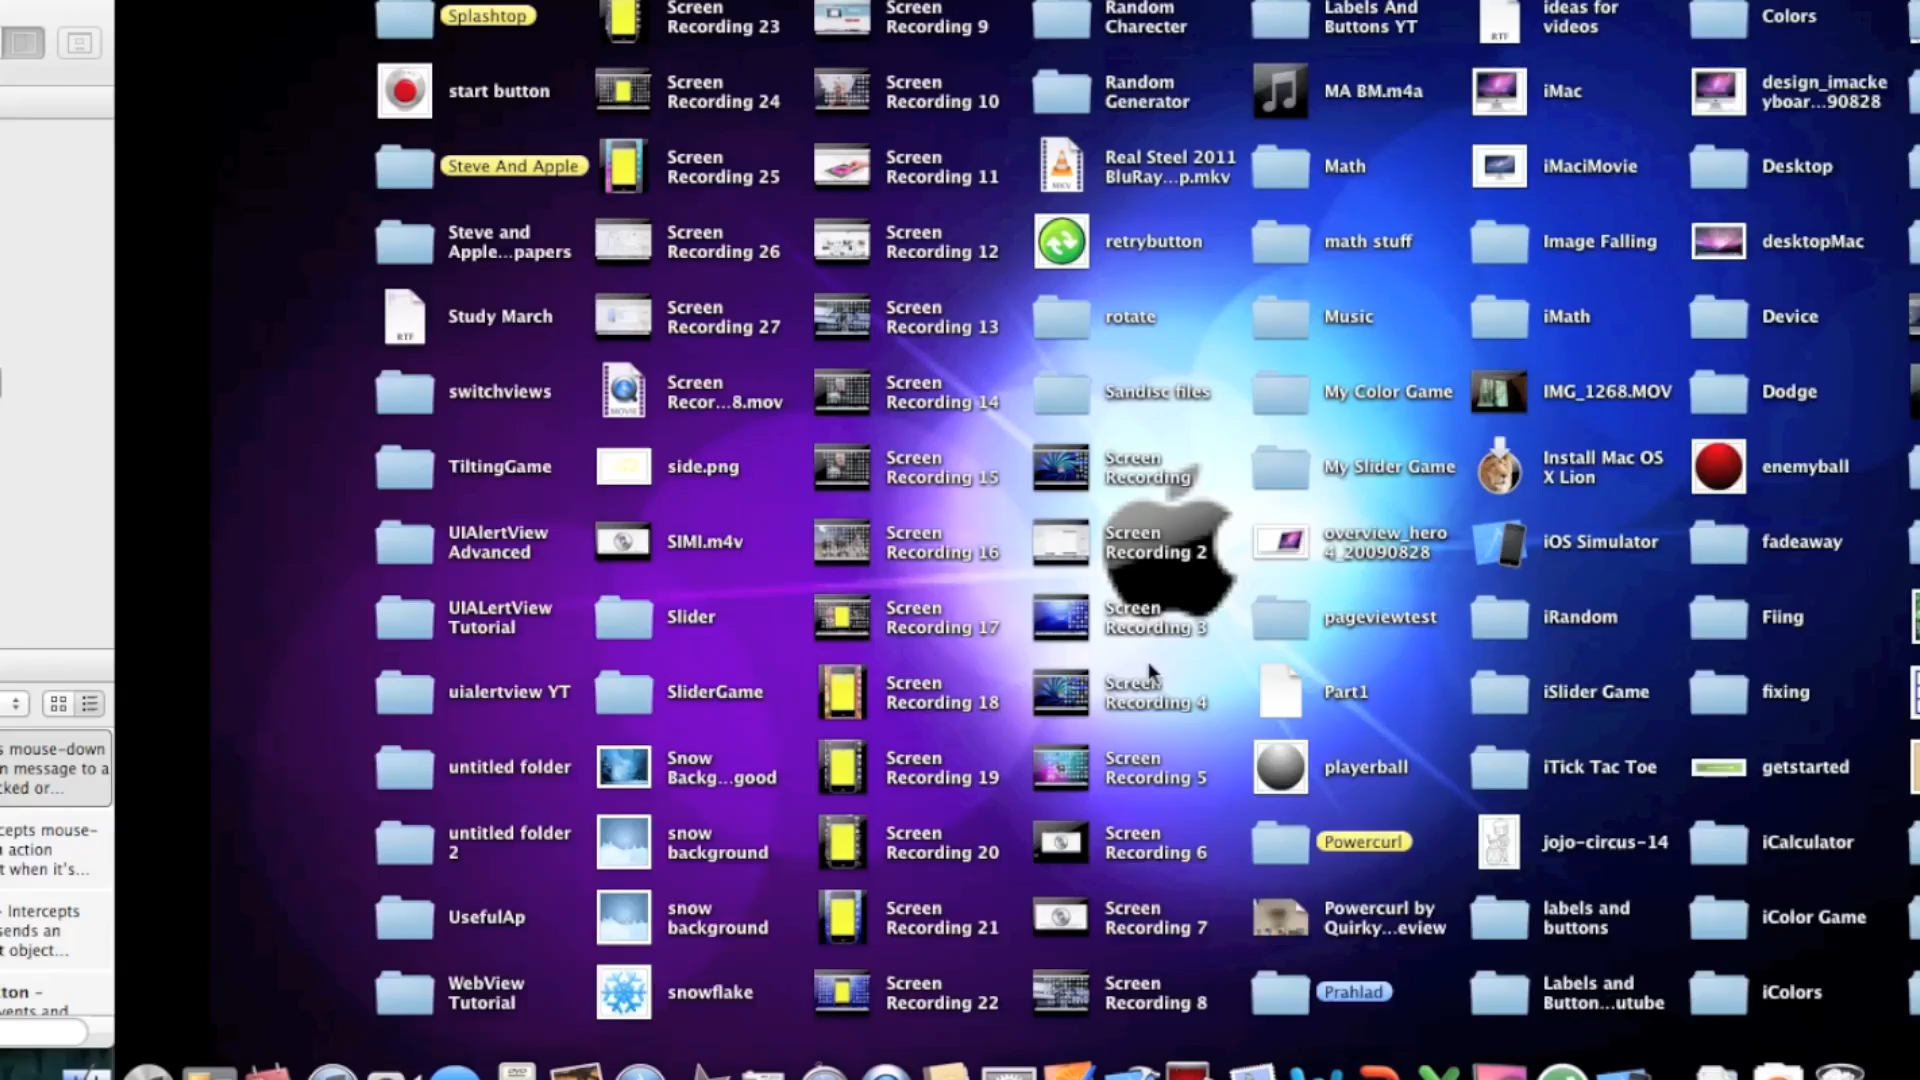 Splashtop
start button
Steve And Apple
Steve and
Apple...papers
Study March
switchviews
TiltingGame
UIAlertView
Advanced
UIALertView
Tutorial
uialertview YT
untitled folder
untitled folder
2
UsefulAp
WebView
Tutorial
Screen
Recording 23
Screen
Recording 24
Screen
Recording 25
Screen
Recording 26
Screen
Recording 27
Screen
Recor...8.mov
side.png
SIMI.m4v
Slider
SliderGame
Snow
Backg...good
snow
background
snow
background
snowflake
Screen
Recording 9
Screen
Recording 10
Screen
Recording 11
Screen
Recording 12
Screen
Recording 13
Screen
Recording 14
Screen
Recording 15
Screen
Recording 16
Screen
Recording 17
Screen
Recording 18
Screen
Recording 19
Screen
Recording 20
Screen
Recording 21
Screen
Recording 22
Random
Charecter
Random
Generator
Real Steel 2011
BluRay...p.mkv
retrybutton
rotate
Sandisc files
Screen
Recording
Screen
Recording 2
Screen
Recording 3
Screen
Recording 4
Screen
Recording 5
Screen
Recording 6
Screen
Recording 7
Screen
Recording 8
Labels And
Buttons YT
MA BM.m4a
Math
math stuff
Music
My Color Game
My Slider Game
overview_hero
4_20090828
pageviewtest
Part1
playerball
Powercurl
Powercurl by
Quirky...eview
Prahlad
ideas for
videos
iMac
iMaciMovie
Image Falling
iMath
IMG_1268.MOV
Install Mac OS
X Lion
iOS Simulator
iRandom
iSlider Game
iTick Tac Toe
jojo-circus-14
labels and
buttons
Labels and
Button...utube
Colors
design_imacke
yboar...90828
Desktop
desktopMac
Device
Dodge
enemyball
fadeaway
Fiing
fixing
getstarted
iCalculator
iColor Game
iColors
s mouse-down
n message to a
cked or...
cepts mouse-
action
t when it's...
- Intercepts
sends an
t object...
ton -
vents and
RTF
RTF
MKV
MOVIE